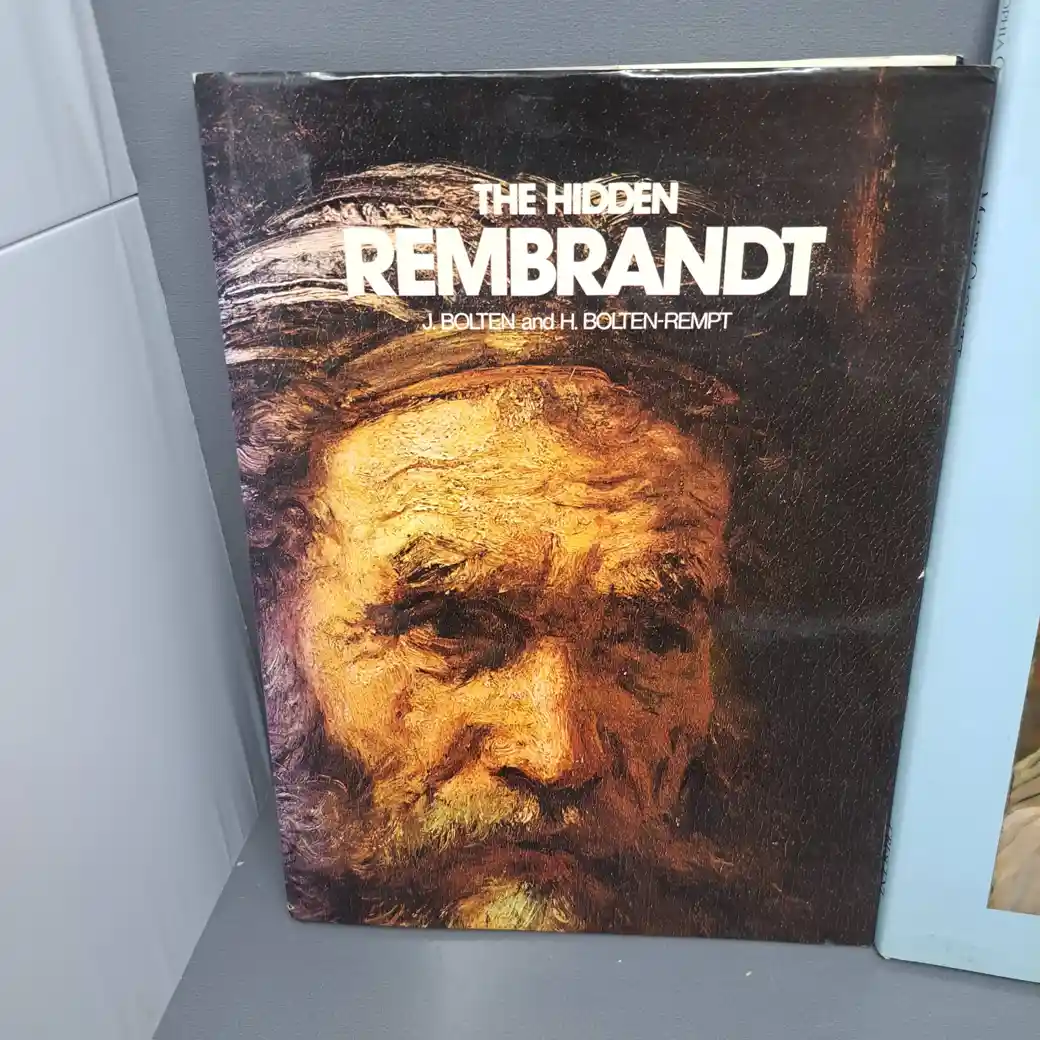 THE HIDDEN
REMBRANDT
J. BOLTEN and H. BOLTEN-REMPT